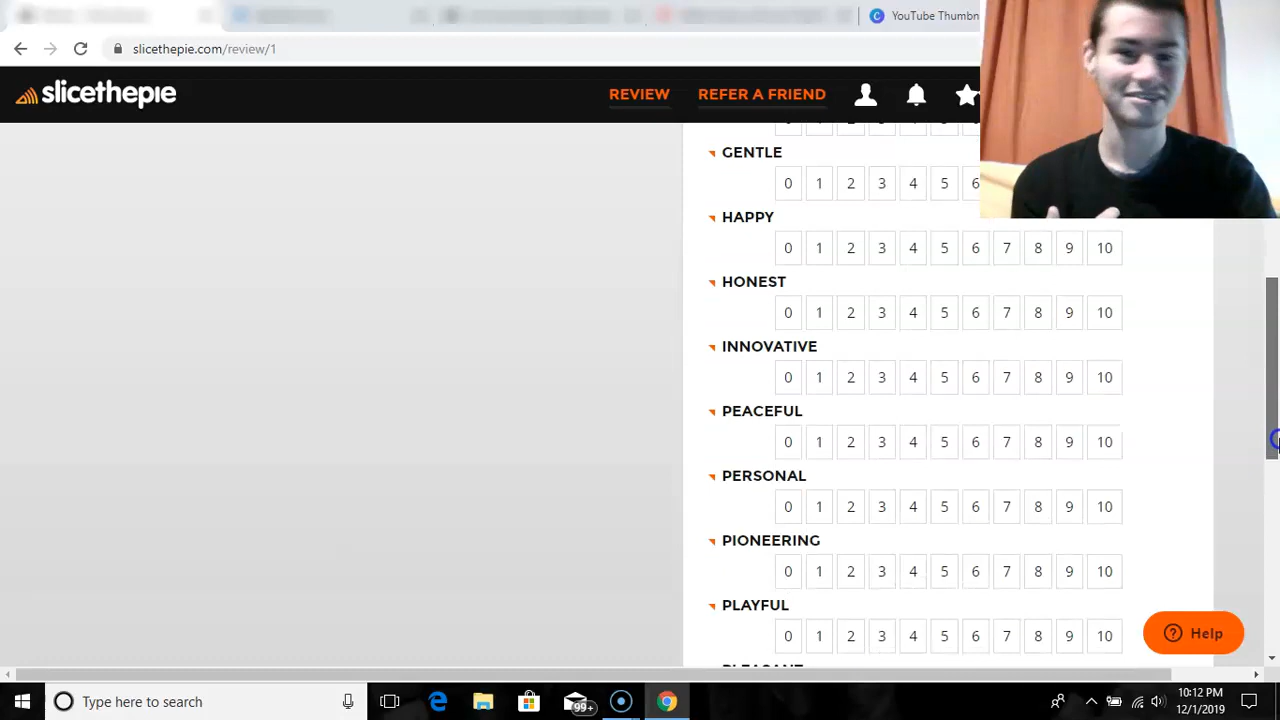 YouTube Thumbn
slicethepie.com/review/1
slicethepie
REVIEW
REFER A FRIEND
GENTLE
0 1 2 3 4 5 6
HAPPY
0 1 2 3 4 5 6 7 8 9 10
HONEST
0 1 2 3 4 5 6 7 8 9 10
INNOVATIVE
0 1 2 3 4 5 6 7 8 9 10
PEACEFUL
0 1 2 3 4 5 6 7 8 9 10
PERSONAL
0 1 2 3 4 5 6 7 8 9 10
PIONEERING
0 1 2 3 4 5 6 7 8 9 10
PLAYFUL
0 1 2 3 4 5 6 7 8 9 10
PLEASANT
Help
Type here to search
99+
10:12 PM
12/1/2019